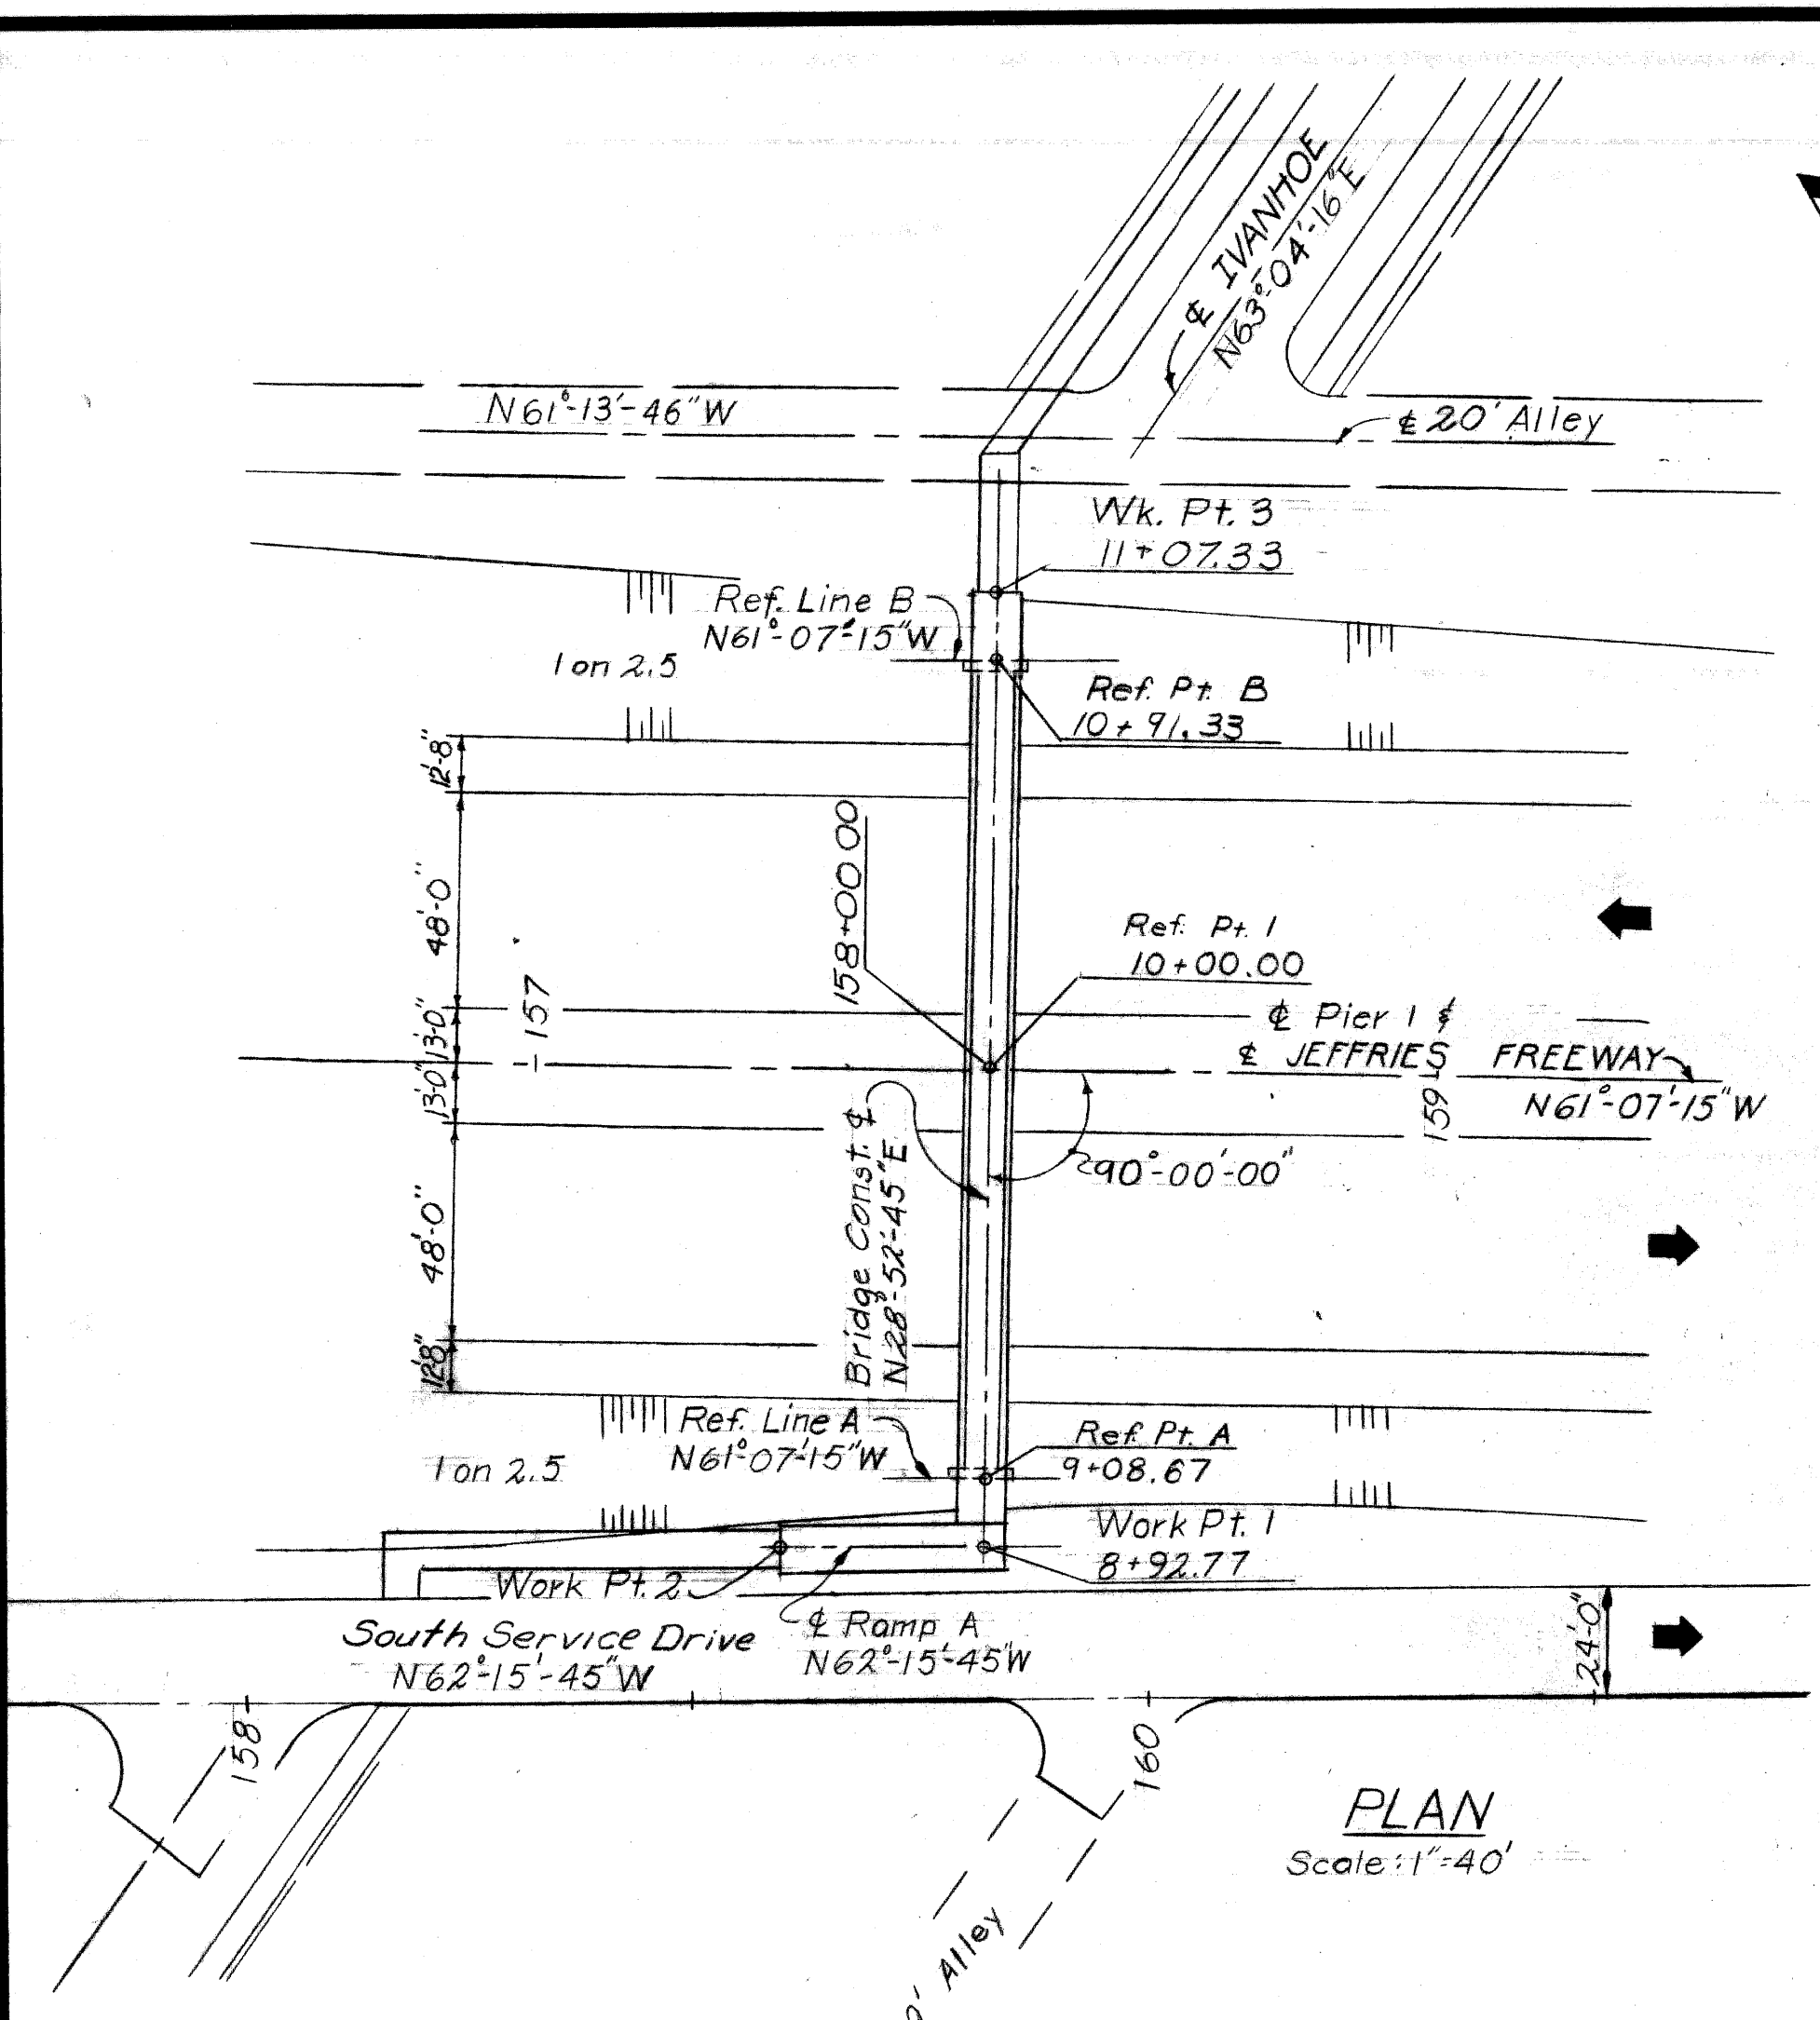 ℄ IVANHOE
N63°-04'-16"E
N61°-13'-46"W
℄ 20' Alley
Wk. Pt. 3
11+07.33
Ref. Line B
N61°-07'-15"W
1 on 2.5
Ref. Pt. B
10+91.33
12'-8"
48'-0"
13'-0"
13'-0"
48'-0"
12'-8"
157
158+00.00
Ref. Pt. 1
10+00.00
℄ Pier 1 &
℄ JEFFRIES FREEWAY
N61°-07'-15"W
159
90°-00'-00"
Bridge Const. ℄
N28°-52'-45"E
Ref. Line A
N61°-07'-15"W
1 on 2.5
Ref. Pt. A
9+08.67
Work Pt. 1
8+92.77
Work Pt. 2
South Service Drive
N62°-15'-45"W
℄ Ramp A
N62°-15'-45"W
24'-0"
158
160
PLAN
Scale: 1"=40'
Alley